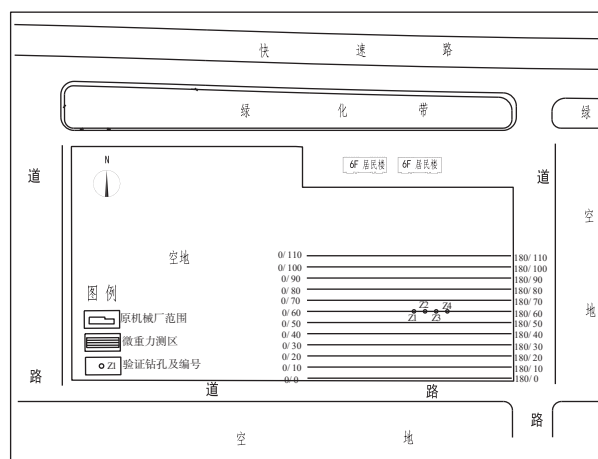 快 速 路
绿 化 带
绿
N
6F 居民楼 6F 居民楼
道
道
空地
空
地
0/ 110 180/ 110
0/ 100 180/ 100
0/ 90 180/ 90
0/ 80 180/ 80
0/ 70 180/ 70
Z2 Z4
0/ 60 180/ 60
Z1 Z3
0/ 50 180/ 50
0/ 40 180/ 40
0/ 30 180/ 30
0/ 20 180/ 20
0/ 10 180/ 10
0/ 0 180/ 0
图 例
原机械厂范围
微重力测区
Z1 验证钻孔及编号
路
道 路
路
空 地